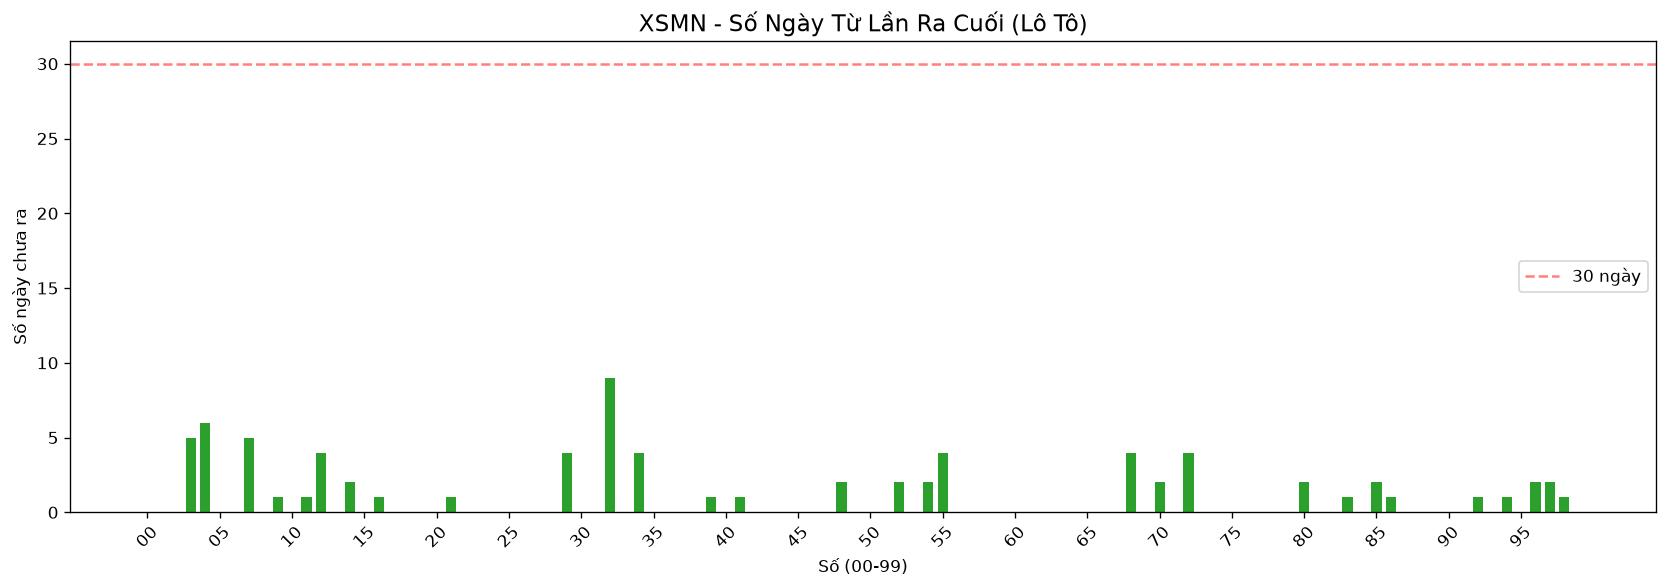 XSMN - Số Ngày Từ Lần Ra Cuối (Lô Tô)
Số ngày chưa ra
30
25
20
15
10
5
0
30 ngày
00 05 10 15 20 25 30 35 40 45 50 55 60 65 70 75 80 85 90 95
Số (00-99)